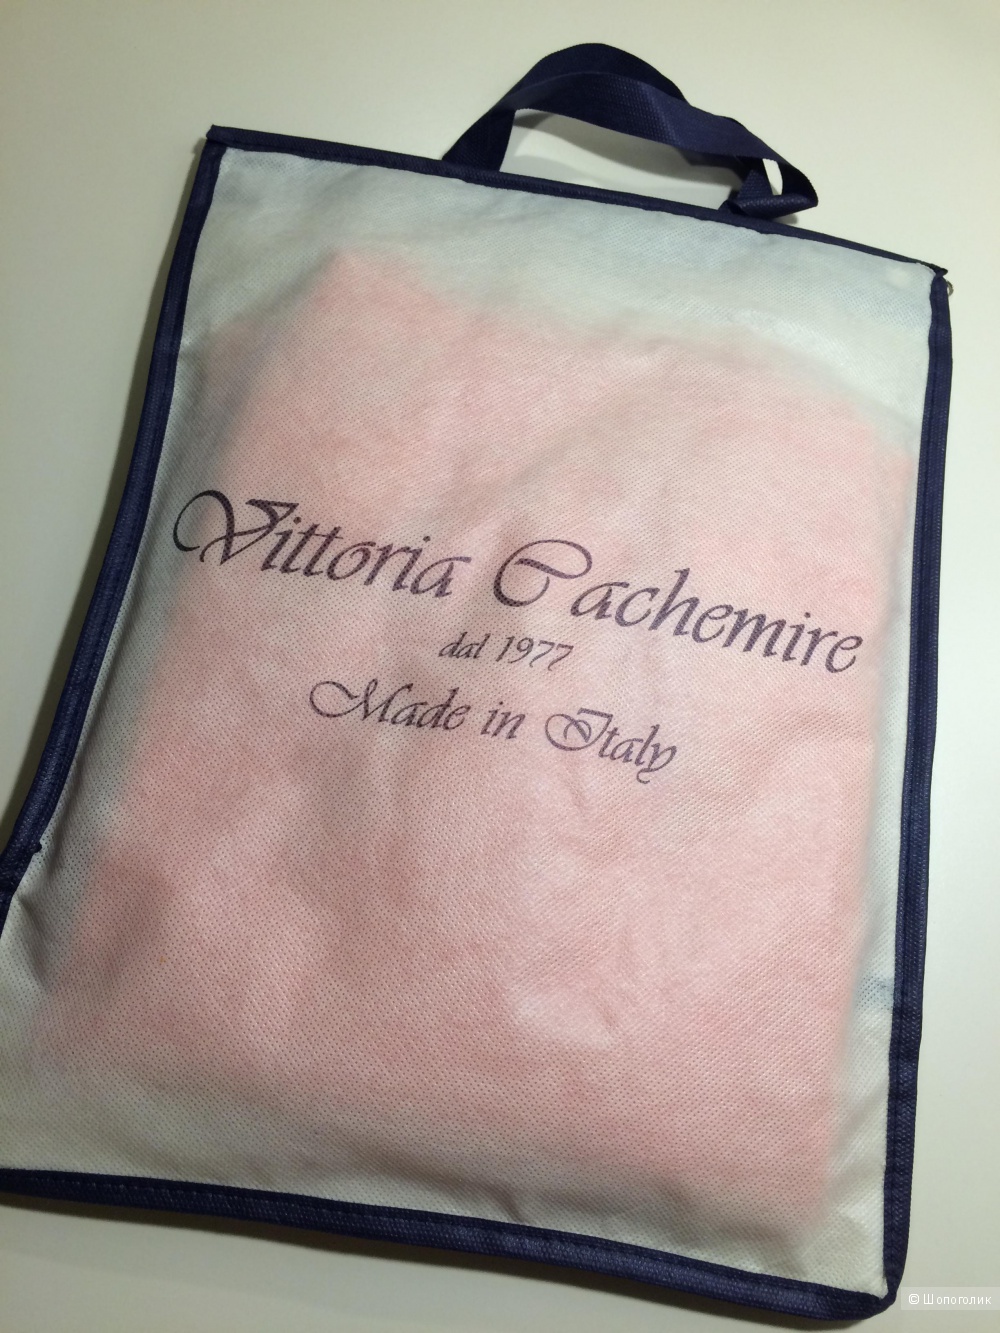 Vittoria Cachemire
dal 1977
Made in Italy
© Шопоголик